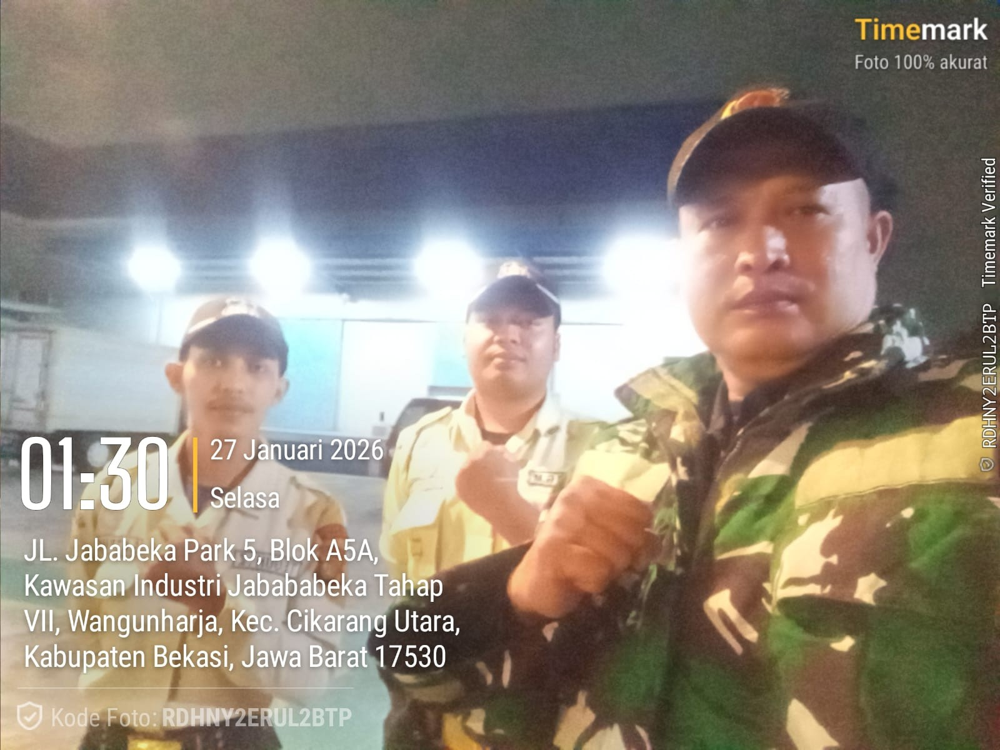 Timemark
Foto 100% akurat
01:30
27 Januari 2026
Selasa
JL. Jababeka Park 5, Blok A5A,
Kawasan Industri Jabababeka Tahap
VII, Wangunharja, Kec. Cikarang Utara,
Kabupaten Bekasi, Jawa Barat 17530
Kode Foto: RDHNY2ERUL2BTP
RDHNY2ERUL2BTP Timemark Verified